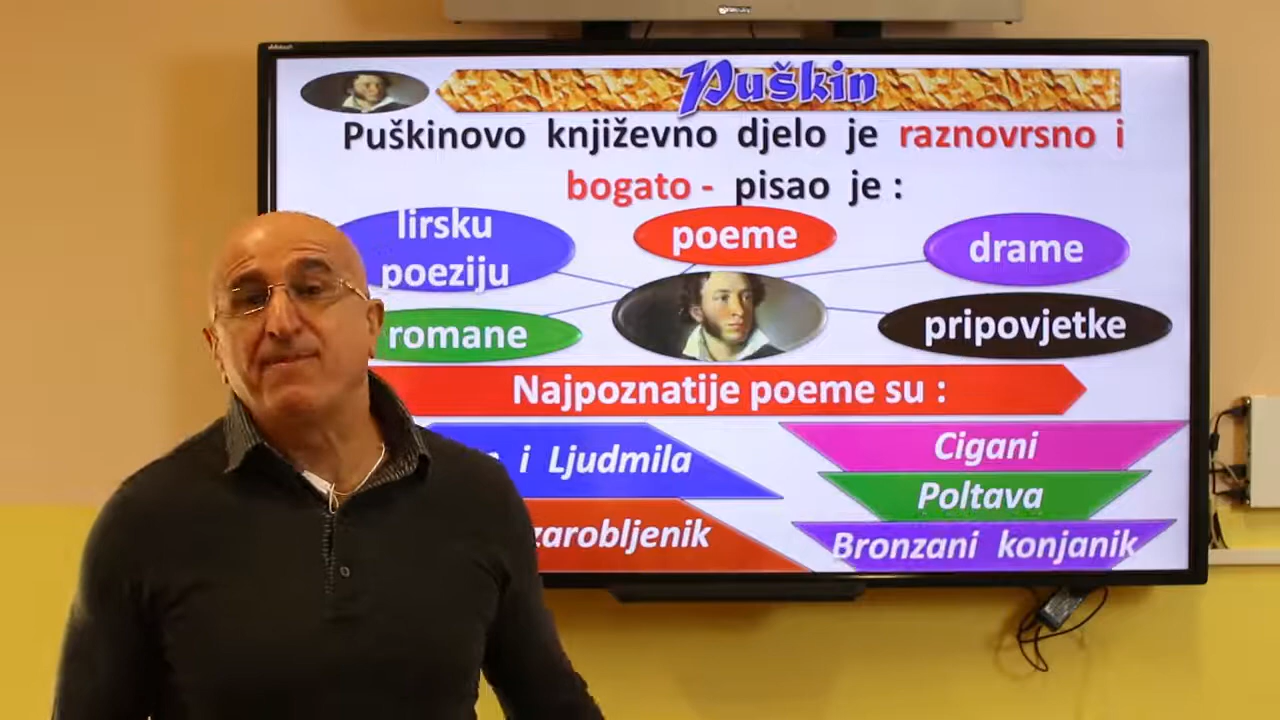 Puškin
Puškinovo književno djelo je raznovrsno i
bogato - pisao je :
lirsku
poeziju
poeme
drame
romane
pripovjetke
Najpoznatije poeme su :
i Ljudmila
zarobljenik
Cigani
Poltava
Bronzani konjanik